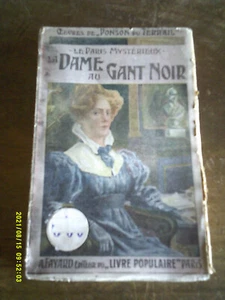 ŒUVRES DE "PONSON DU TERRAIL"
LE PARIS MYSTÉRIEUX
LA DAME
AU GANT NOIR
A. FAYARD ÉDITEUR DU "LIVRE POPULAIRE" PARIS
2021/08/15 09:52:03